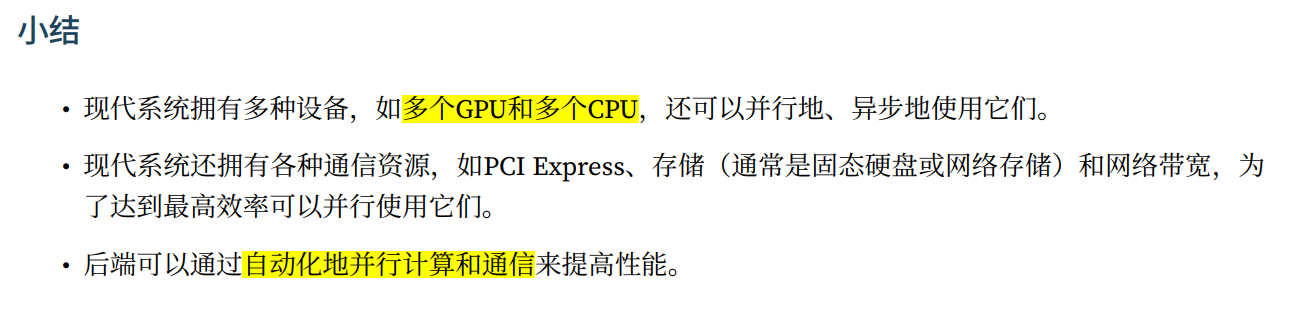 小结
• 现代系统拥有多种设备，如多个GPU和多个CPU，还可以并行地、异步地使用它们。
• 现代系统还拥有各种通信资源，如PCI Express、存储（通常是固态硬盘或网络存储）和网络带宽，为
了达到最高效率可以并行使用它们。
• 后端可以通过自动化地并行计算和通信来提高性能。